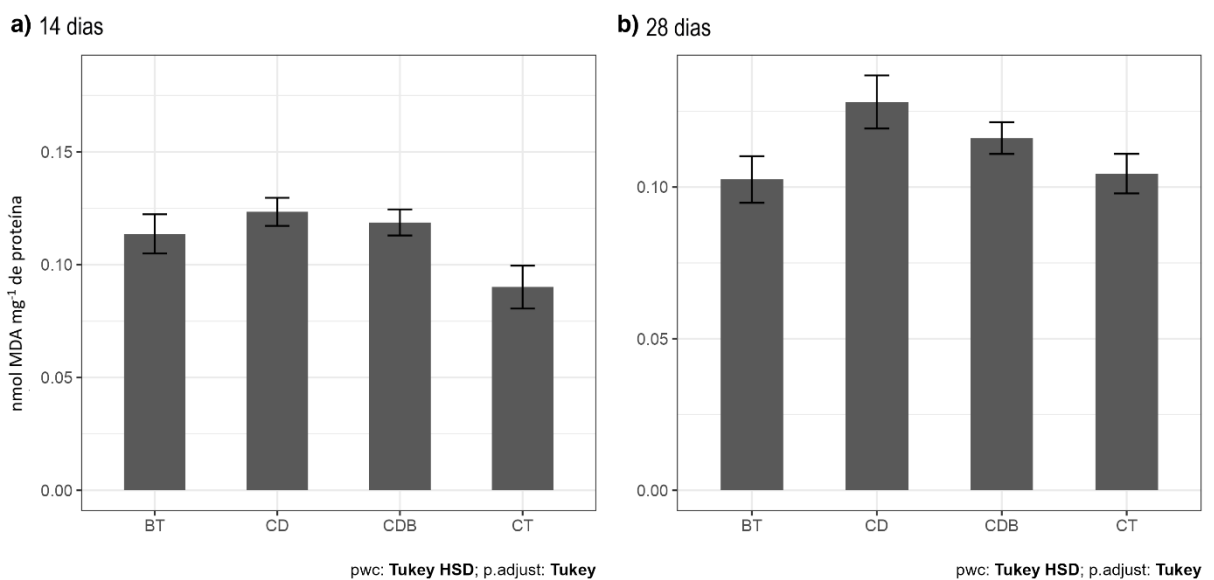 a) 14 dias
nmol MDA mg⁻¹ de proteína
0.15
0.10
0.05
0.00
BT CD CDB CT
pwc: Tukey HSD; p.adjust: Tukey
b) 28 dias
0.10
0.05
0.00
BT CD CDB CT
pwc: Tukey HSD; p.adjust: Tukey